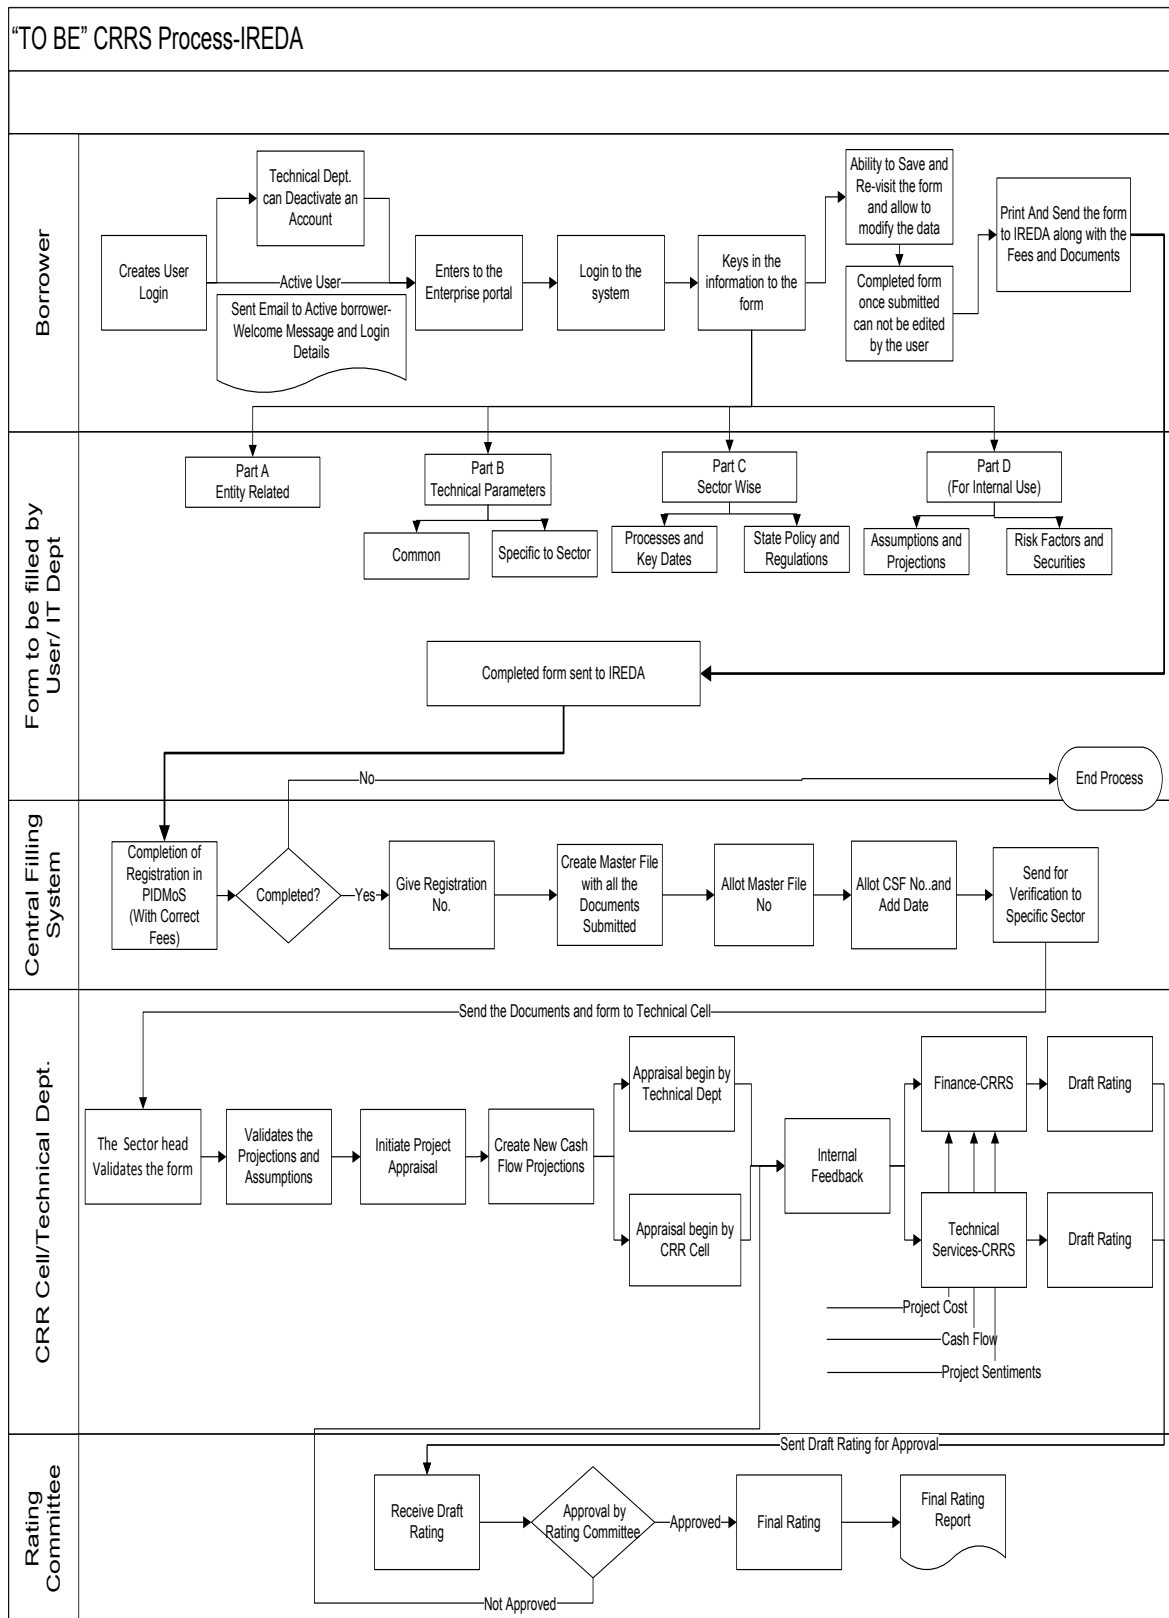 "TO BE" CRRS Process-IREDA
Borrower
Technical Dept.
can Deactivate an
Account
Creates User
Login
Active User
Sent Email to Active borrower-
Welcome Message and Login
Details
Enters to the
Enterprise portal
Login to the
system
Keys in the
information to the
form
Ability to Save and
Re-visit the form
and allow to
modify the data
Completed form
once submitted
can not be edited
by the user
Print And Send the form
to IREDA along with the
Fees and Documents
Form to be filled by
User/ IT Dept
Part A
Entity Related
Part B
Technical Parameters
Common
Specific to Sector
Part C
Sector Wise
Processes and
Key Dates
State Policy and
Regulations
Part D
(For Internal Use)
Assumptions and
Projections
Risk Factors and
Securities
Completed form sent to IREDA
No
End Process
Central Filling
System
Completion of
Registration in
PIDMoS
(With Correct
Fees)
Completed?
Yes
Give Registration
No.
Create Master File
with all the
Documents
Submitted
Allot Master File
No
Allot CSF No..and
Add Date
Send for
Verification to
Specific Sector
CRR Cell/Technical Dept.
Send the Documents and form to Technical Cell
The Sector head
Validates the form
Validates the
Projections and
Assumptions
Initiate Project
Appraisal
Create New Cash
Flow Projections
Appraisal begin by
Technical Dept
Appraisal begin by
CRR Cell
Internal
Feedback
Finance-CRRS
Draft Rating
Technical
Services-CRRS
Draft Rating
Project Cost
Cash Flow
Project Sentiments
Rating
Committee
Sent Draft Rating for Approval
Receive Draft
Rating
Approval by
Rating Committee
Approved
Final Rating
Final Rating
Report
Not Approved